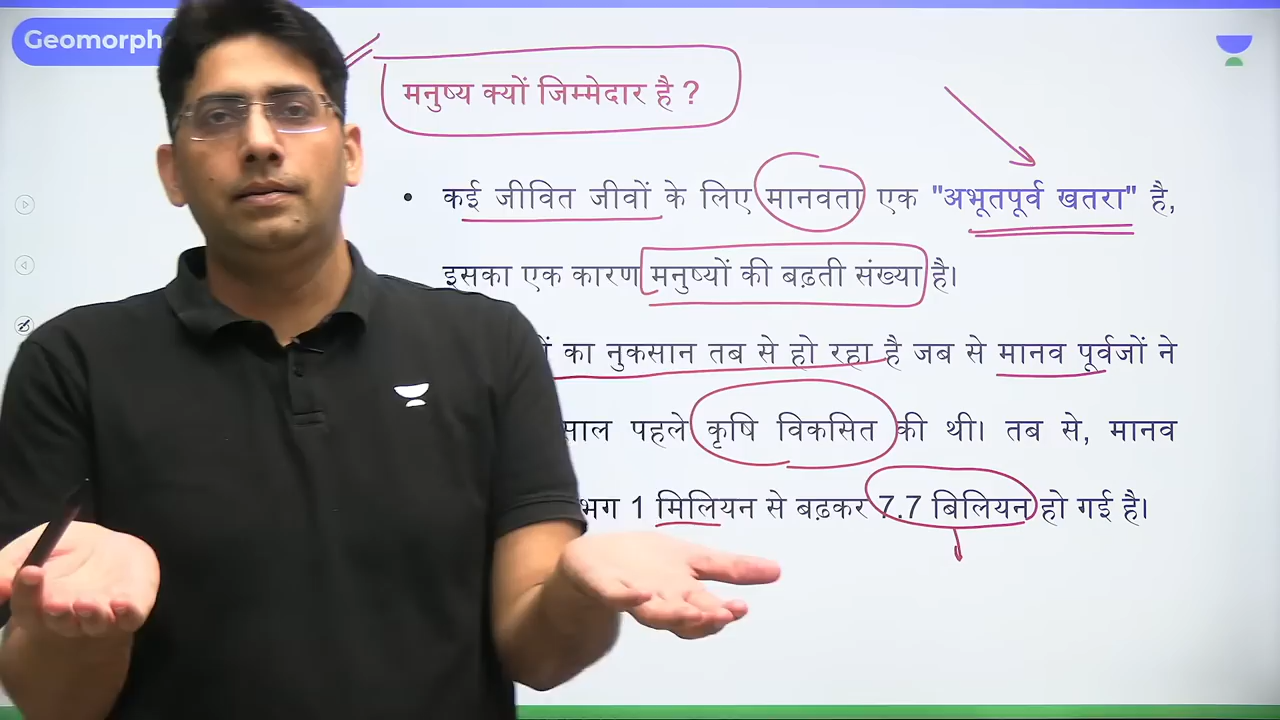 Geomorph
मनुष्य क्यों जिम्मेदार है ?
• कई जीवित जीवों के लिए मानवता एक "अभूतपूर्व खतरा" है,
इसका एक कारण मनुष्यों की बढ़ती संख्या है।
का नुकसान तब से हो रहा है जब से मानव पूर्वजों ने
साल पहले कृषि विकसित की थी। तब से, मानव
1 मिलियन से बढ़कर 7.7 बिलियन हो गई है।